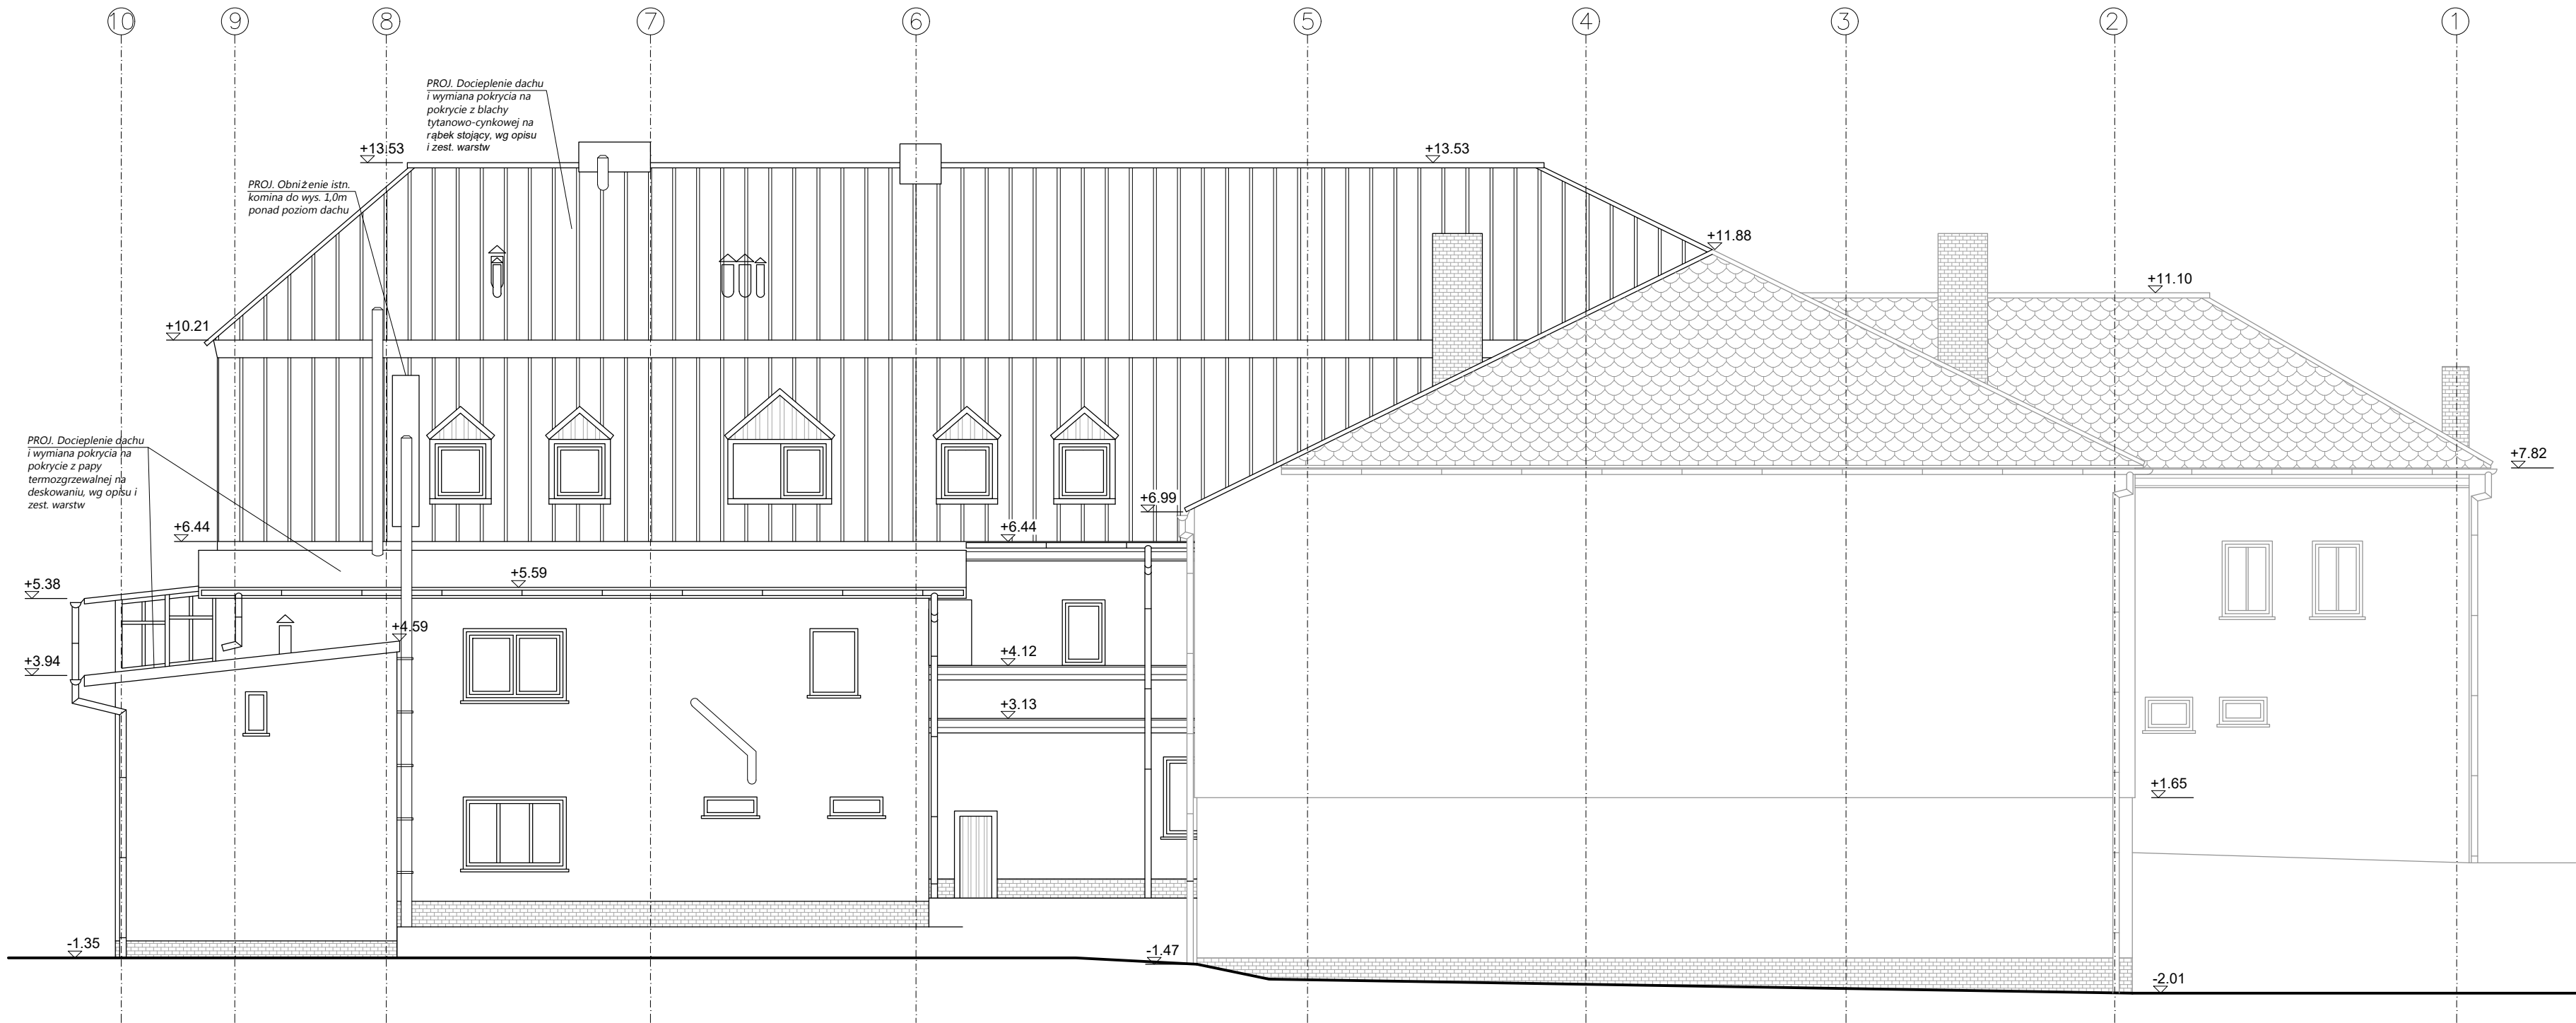 10 9 8 7 6 5 4 3 2 1
PROJ. Docieplenie dachu
i wymiana pokrycia na
pokrycie z blachy
tytanowo-cynkowej na
rąbek stojący, wg opisu
i zest. warstw
+13.53
+13.53
PROJ. Obniżenie istn.
komina do wys. 1,0m
ponad poziom dachu
+11.88
+11.10
+10.21
PROJ. Docieplenie dachu
i wymiana pokrycia na
pokrycie z papy
termozgrzewalnej na
deskowaniu, wg opisu i
zest. warstw
+7.82
+6.99
+6.44
+6.44
+5.38
+5.59
+4.59
+3.94
+4.12
+3.13
+1.65
-1.35
-1.47
-2.01